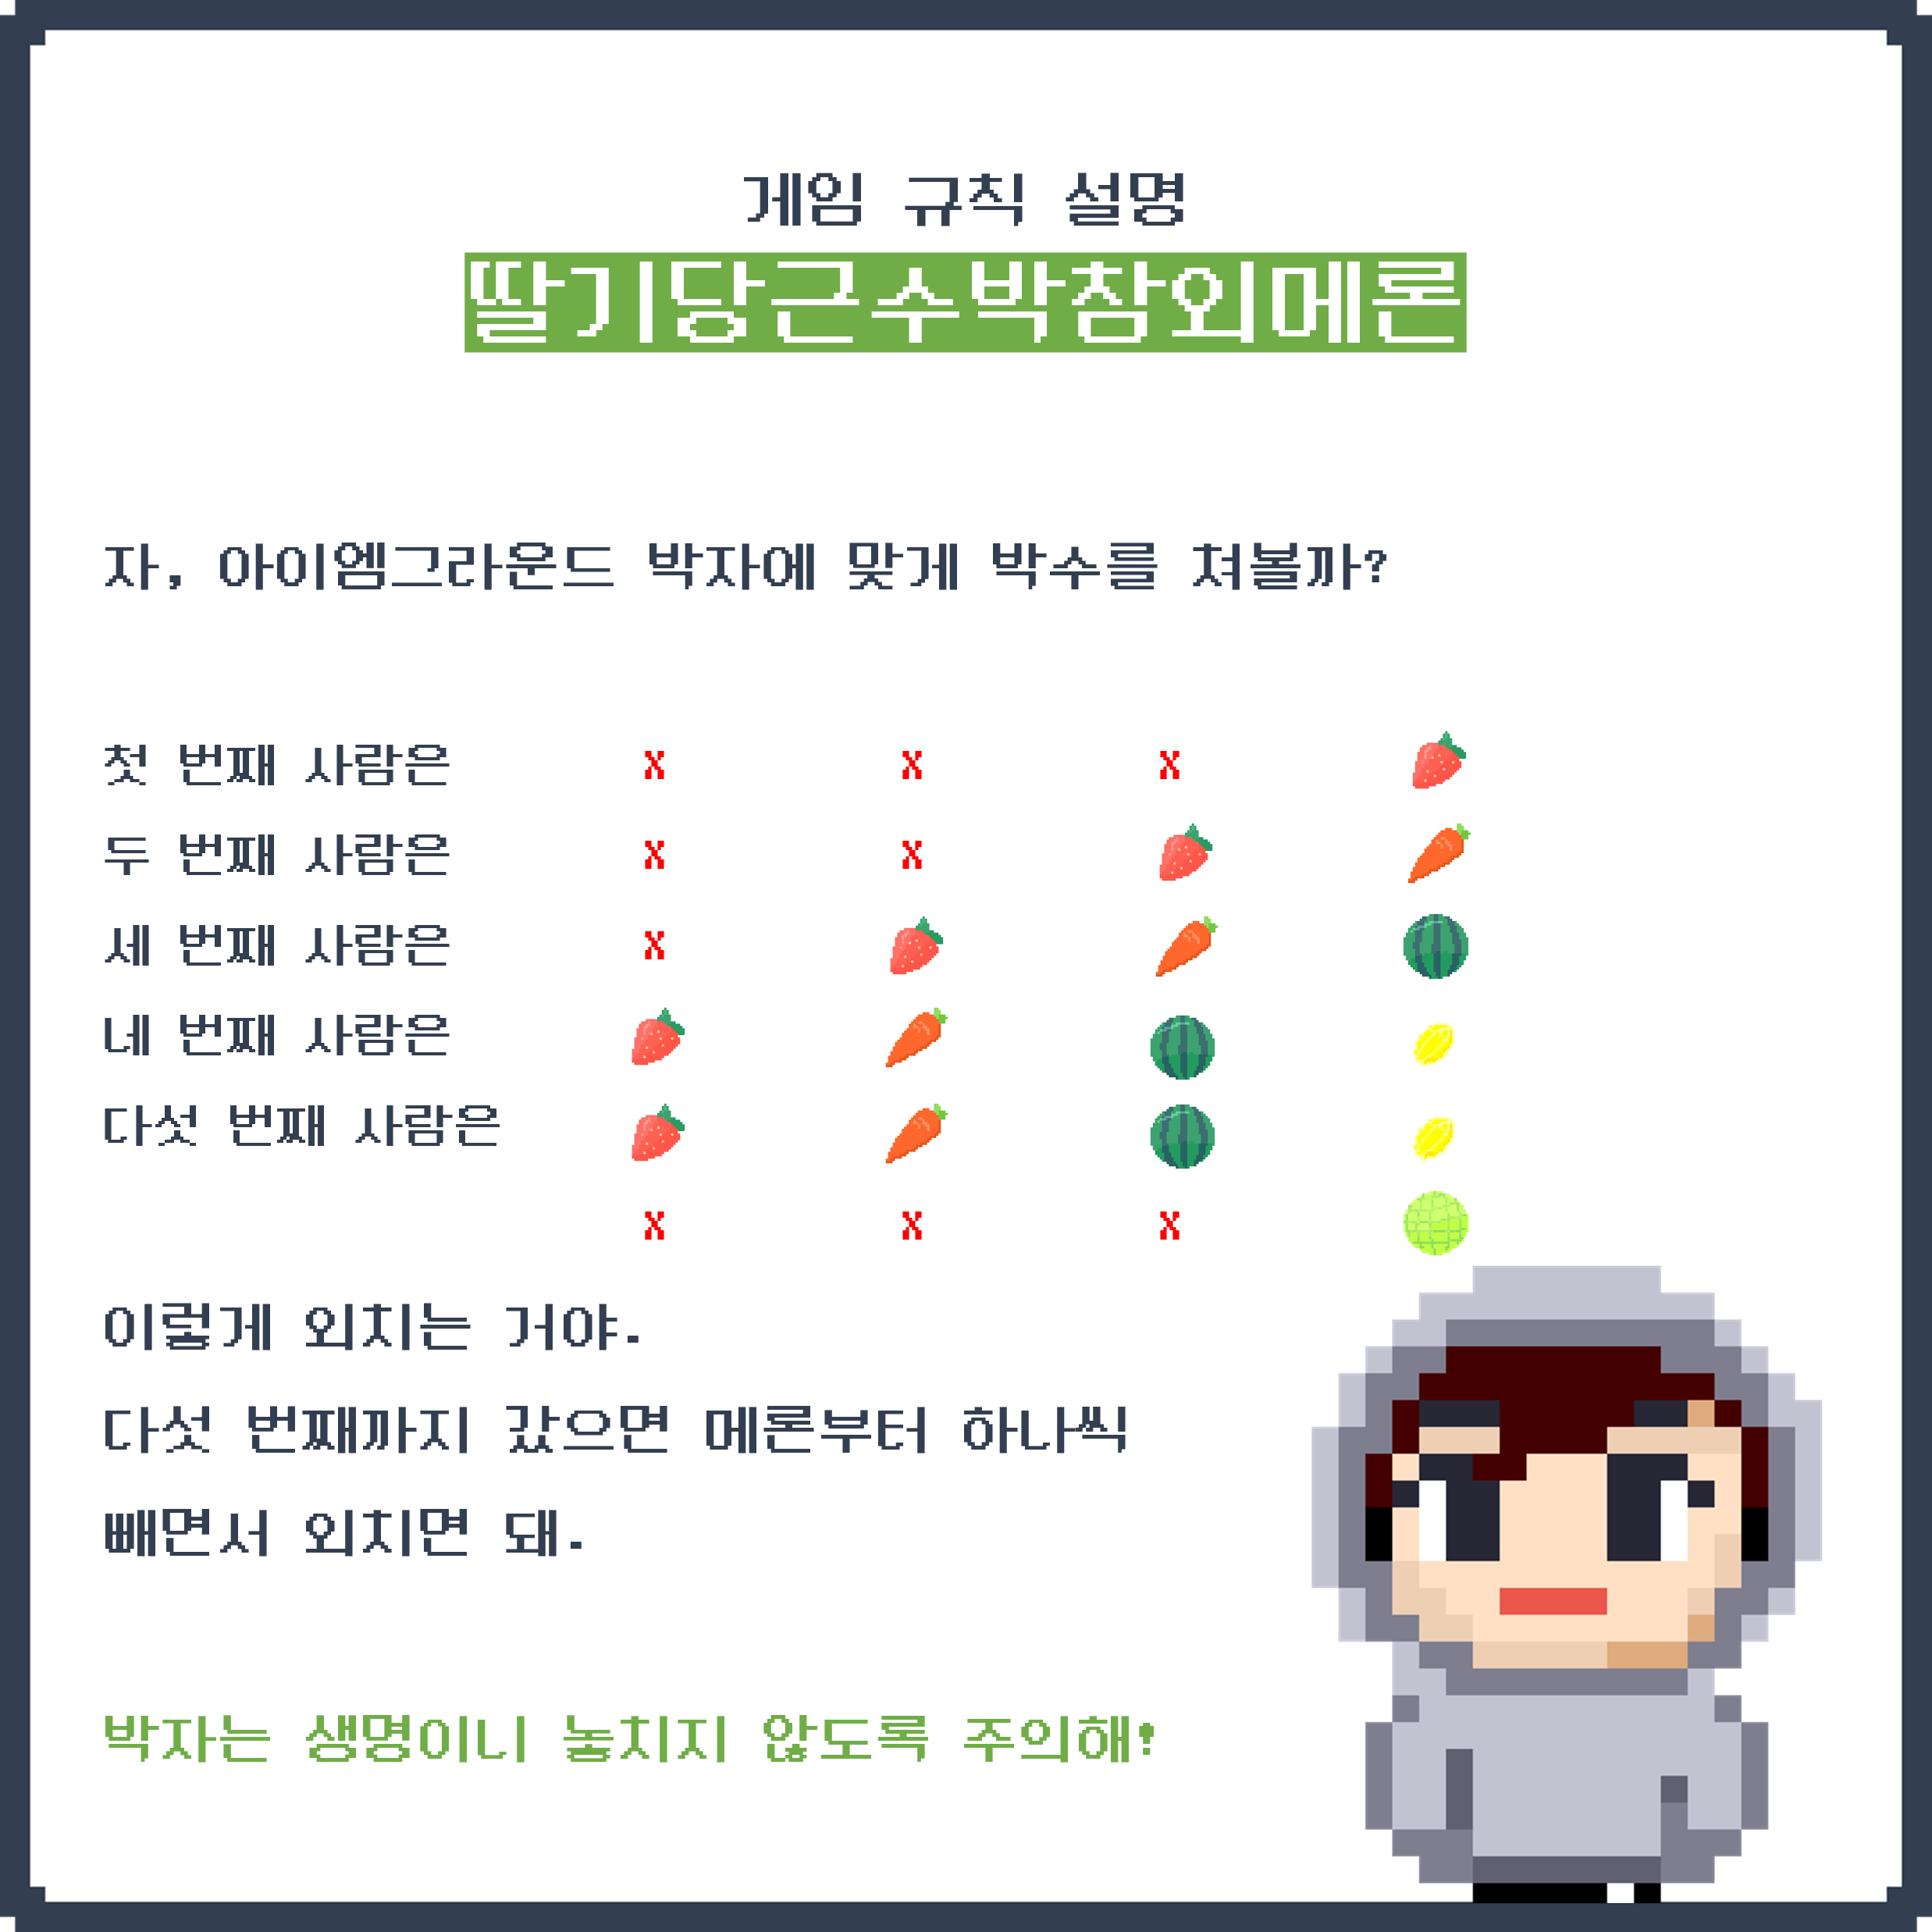 게임 규칙 설명
딸기당근수박참외메론
자, 아이엠그라운드 박자에 맞게 박수를 쳐볼까?
첫 번째 사람은 x x x
두 번째 사람은 x x
세 번째 사람은 x
네 번째 사람은
다섯 번째 사람은
x x x
이렇게 외치는 거야.
다섯 번째까지 갔으면 메론부터 하나씩
빼면서 외치면 돼.
박자는 생명이니 놓치지 않도록 주의해!